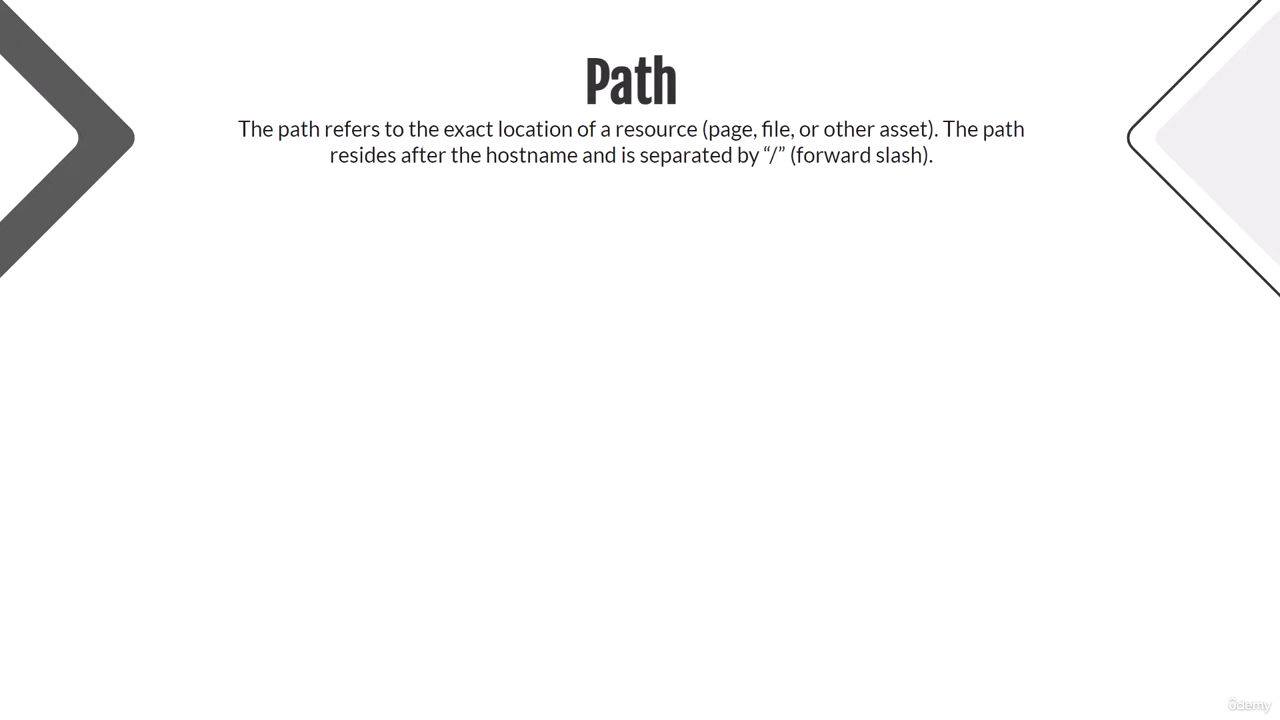 Path
The path refers to the exact location of a resource (page, file, or other asset). The path
resides after the hostname and is separated by “/” (forward slash).
ûdemy